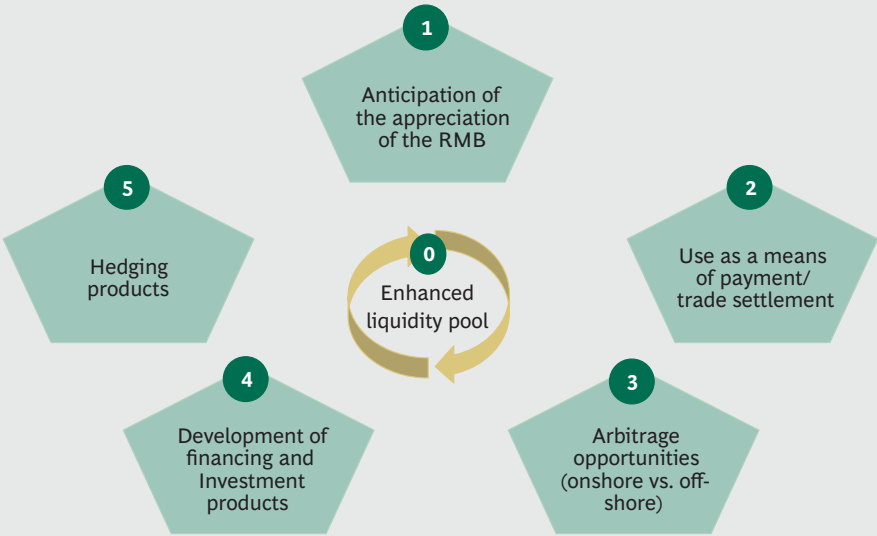 1
Anticipation of
the appreciation
of the RMB
2
Use as a means
of payment/
trade settlement
3
Arbitrage
opportunities
(onshore vs. off-
shore)
4
Development of
financing and
Investment
products
5
Hedging
products
0
Enhanced
liquidity pool